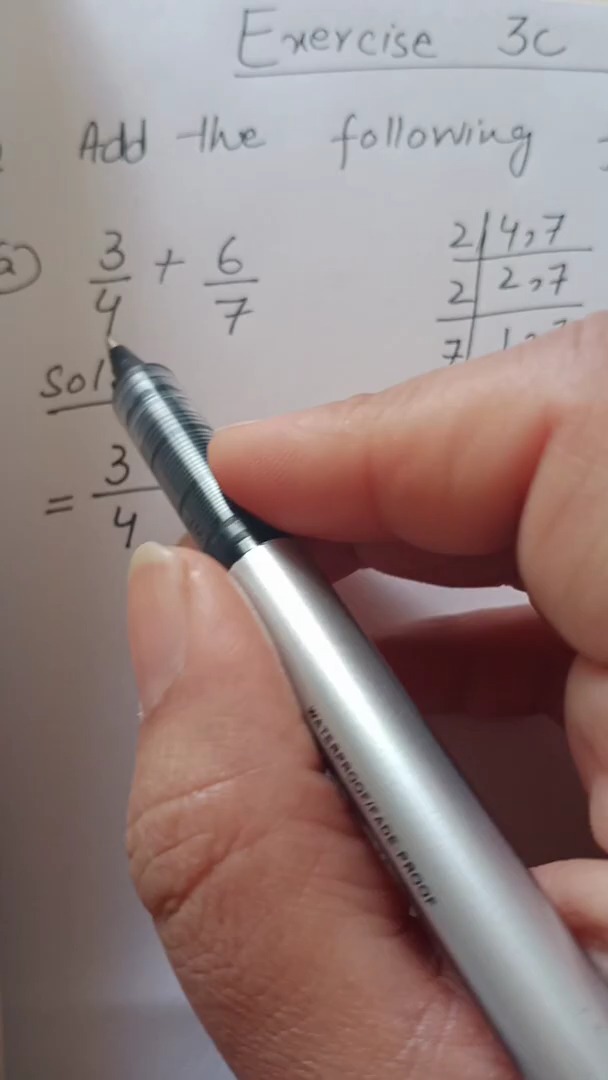 Exercise 3c
Add the following
a) 3/4 + 6/7
2 | 4, 7
2 | 2, 7
7 | 1,
Sol:
= 3/4
WATERPROOF/FADE PROOF